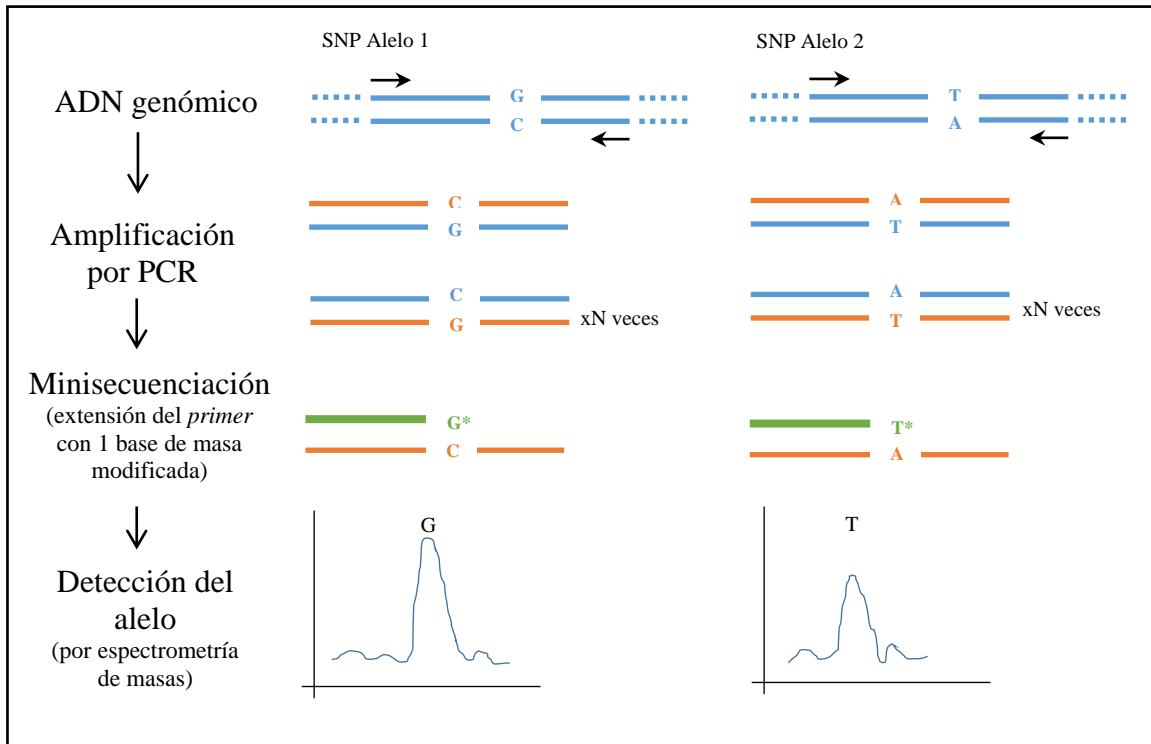 SNP Alelo 1
SNP Alelo 2
ADN genómico
G
C
T
A
Amplificación
por PCR
C
G
A
T
C
G
xN veces
A
T
xN veces
Minisecuenciación
(extensión del primer
con 1 base de masa
modificada)
G*
C
T*
A
Detección del
alelo
(por espectrometría
de masas)
G
T